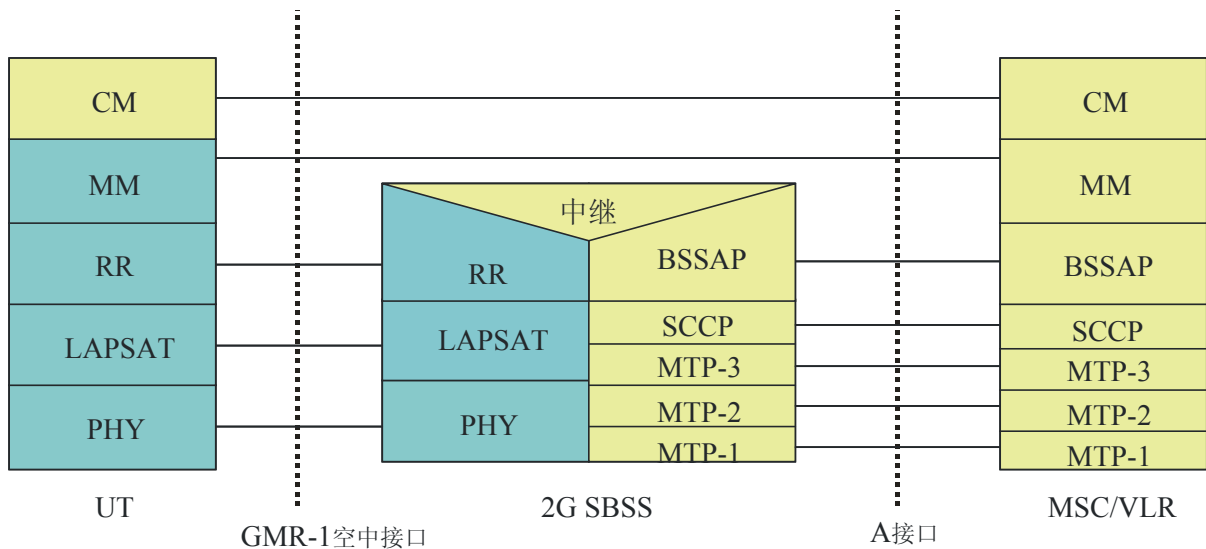 CM
MM
RR
LAPSAT
PHY
UT
GMR-1空中接口
中继
RR
LAPSAT
PHY
BSSAP
SCCP
MTP-3
MTP-2
MTP-1
2G SBSS
A接口
CM
MM
BSSAP
SCCP
MTP-3
MTP-2
MTP-1
MSC/VLR